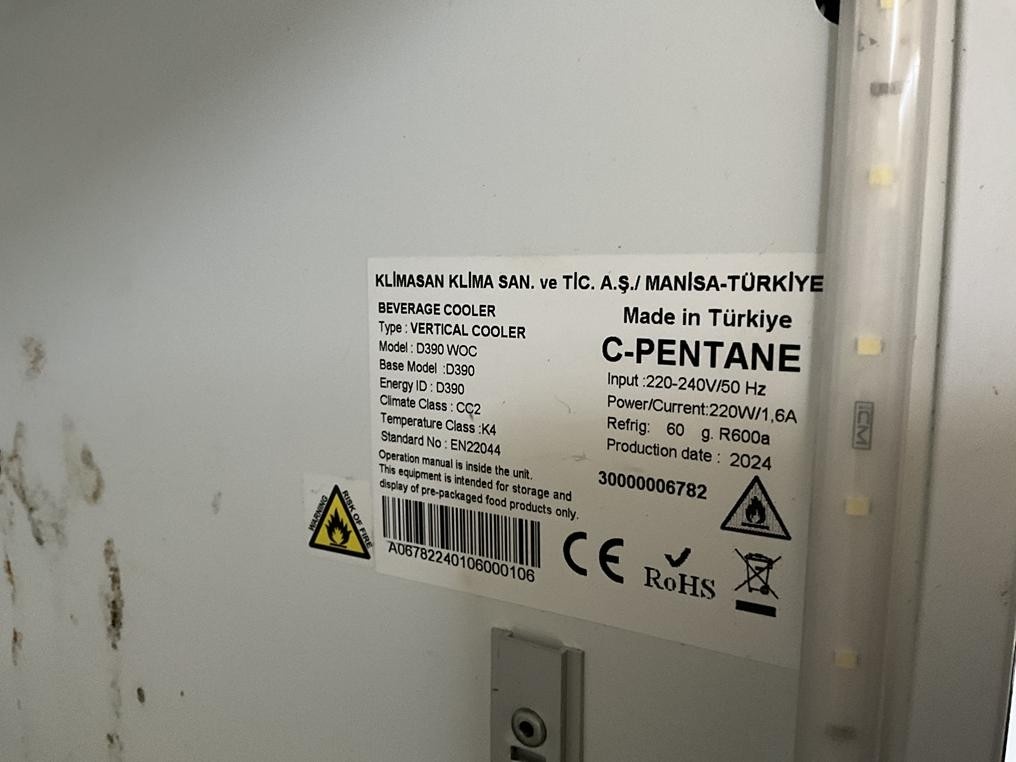 KLİMASAN KLİMA SAN. ve TİC. A.Ş./ MANİSA-TÜRKİYE
BEVERAGE COOLER
Type : VERTICAL COOLER
Model : D390 WOC
Base Model :D390
Energy ID : D390
Climate Class : CC2
Temperature Class :K4
Standard No : EN22044
Operation manual is inside the unit.
This equipment is intended for storage and
display of pre-packaged food products only.
A06782240106000106
Made in Türkiye
C-PENTANE
Input :220-240V/50 Hz
Power/Current:220W/1,6A
Refrig: 60 g. R600a
Production date : 2024
30000006782
CE
RoHS
WARNING
RISK OF FIRE
ICM